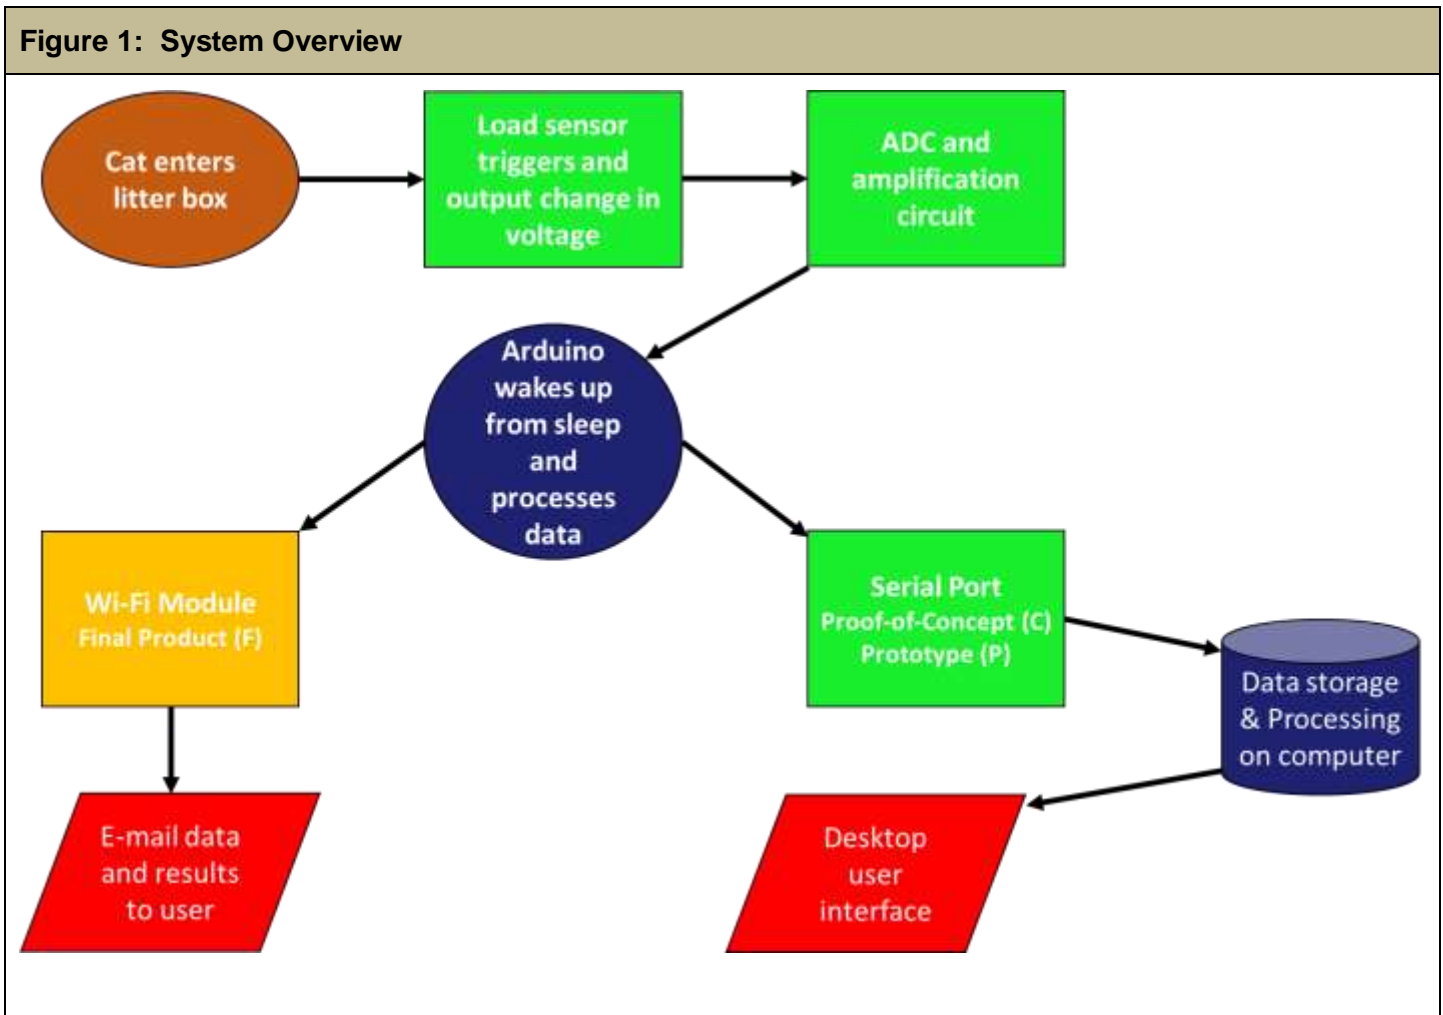 Figure 1:  System Overview
Cat enters
litter box
Load sensor
triggers and
output change in
voltage
ADC and
amplification
circuit
Arduino
wakes up
from sleep
and
processes
data
Wi-Fi Module
Final Product (F)
Serial Port
Proof-of-Concept (C)
Prototype (P)
Data storage
& Processing
on computer
E-mail data
and results
to user
Desktop
user
interface